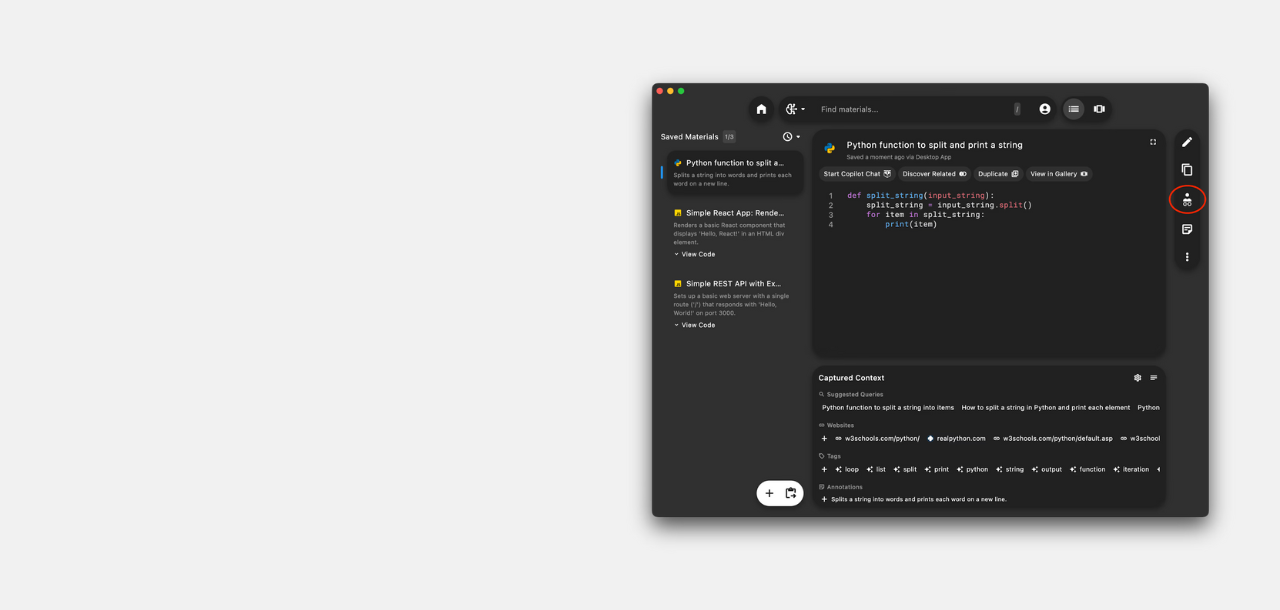 Find materials...
/
Saved Materials 1/3
Python function to split a...
Splits a string into words and prints each
word on a new line.
Simple React App: Rende...
Renders a basic React component that
displays 'Hello, React!' in an HTML div
element.
View Code
Simple REST API with Ex...
Sets up a basic web server with a single
route ('/') that responds with 'Hello,
World!' on port 3000.
View Code
Python function to split and print a string
Saved a moment ago via Desktop App
Start Copilot Chat Discover Related Duplicate View in Gallery
1 def split_string(input_string):
2 split_string = input_string.split()
3 for item in split_string:
4 print(item)
Captured Context
Suggested Queries
Python function to split a string into items How to split a string in Python and print each element Python
Websites
+ w3schools.com/python/ realpython.com w3schools.com/python/default.asp w3school
Tags
+ loop list split print python string output function iteration
Annotations
+ Splits a string into words and prints each word on a new line.